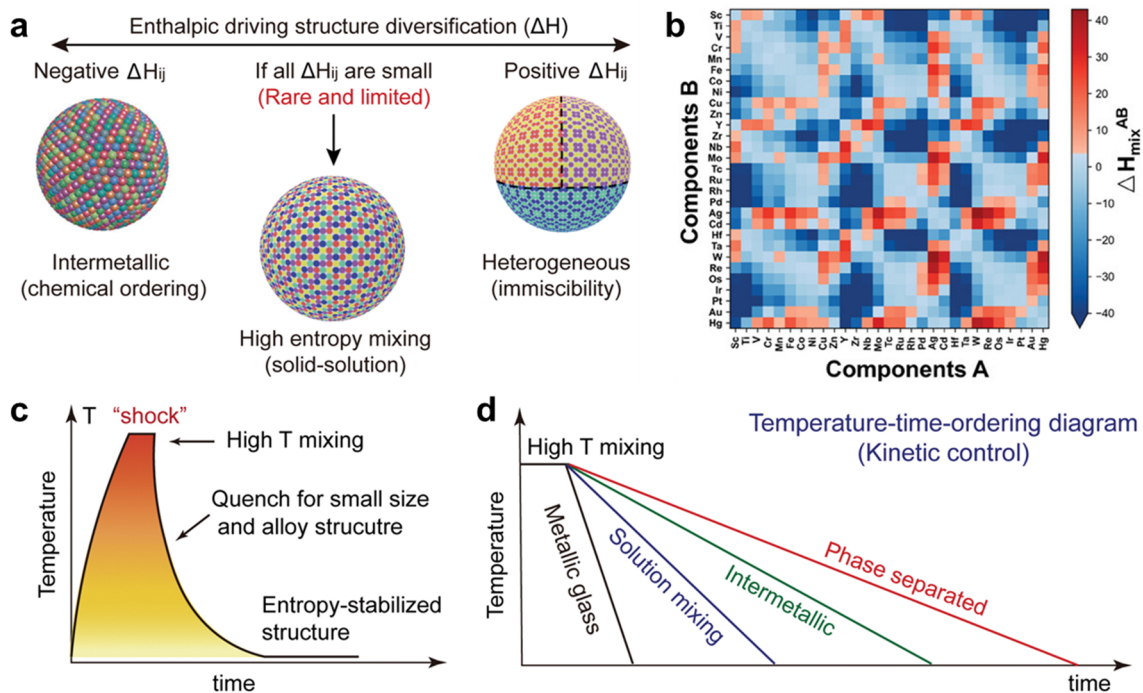 a
Enthalpic driving structure diversification (ΔH)
Negative ΔHij
If all ΔHij are small
(Rare and limited)
Positive ΔHij
Intermetallic
(chemical ordering)
High entropy mixing
(solid-solution)
Heterogeneous
(immiscibility)
b
Components B
Sc
Ti
V
Cr
Mn
Fe
Co
Ni
Cu
Zn
Y
Zr
Nb
Mo
Tc
Ru
Rh
Pd
Ag
Cd
Hf
Ta
W
Re
Os
Ir
Pt
Au
Hg
Sc Ti V Cr Mn Fe Co Ni Cu Zn Y Zr Nb Mo Tc Ru Rh Pd Ag Cd Hf Ta W Re Os Ir Pt Au Hg
Components A
40
30
20
10
0
−10
−20
−30
−40
ΔHmixAB
c
T "shock"
High T mixing
Quench for small size
and alloy strucutre
Entropy-stabilized
structure
Temperature
time
d
Temperature-time-ordering diagram
(Kinetic control)
High T mixing
Temperature
Metallic glass
Solution mixing
Intermetallic
Phase separated
time